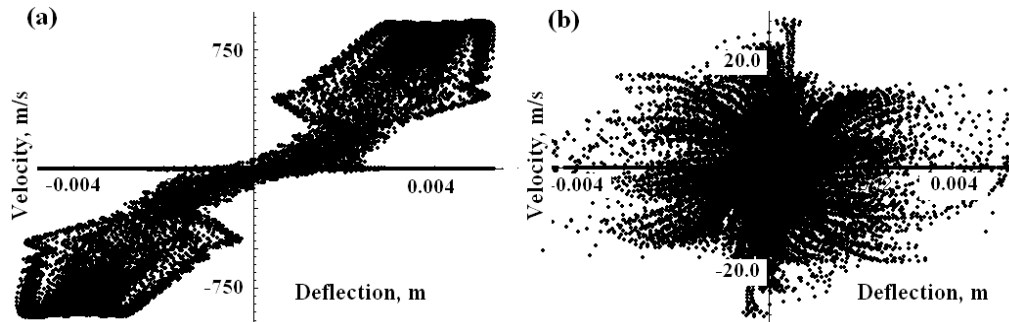 (a)
Velocity, m/s
750
-0.004
0.004
-750
Deflection, m
(b)
Velocity, m/s
20.0
-0.004
0.004
-20.0
Deflection, m